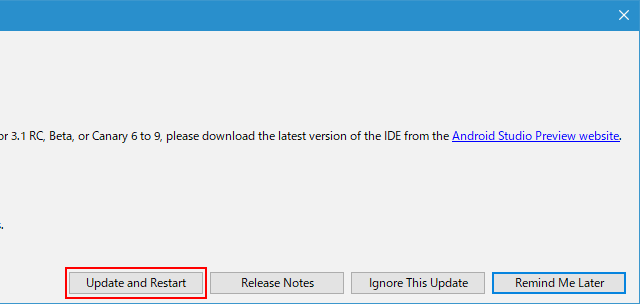 or 3.1 RC, Beta, or Canary 6 to 9, please download the latest version of the IDE from the Android Studio Preview website.
Update and Restart
Release Notes
Ignore This Update
Remind Me Later